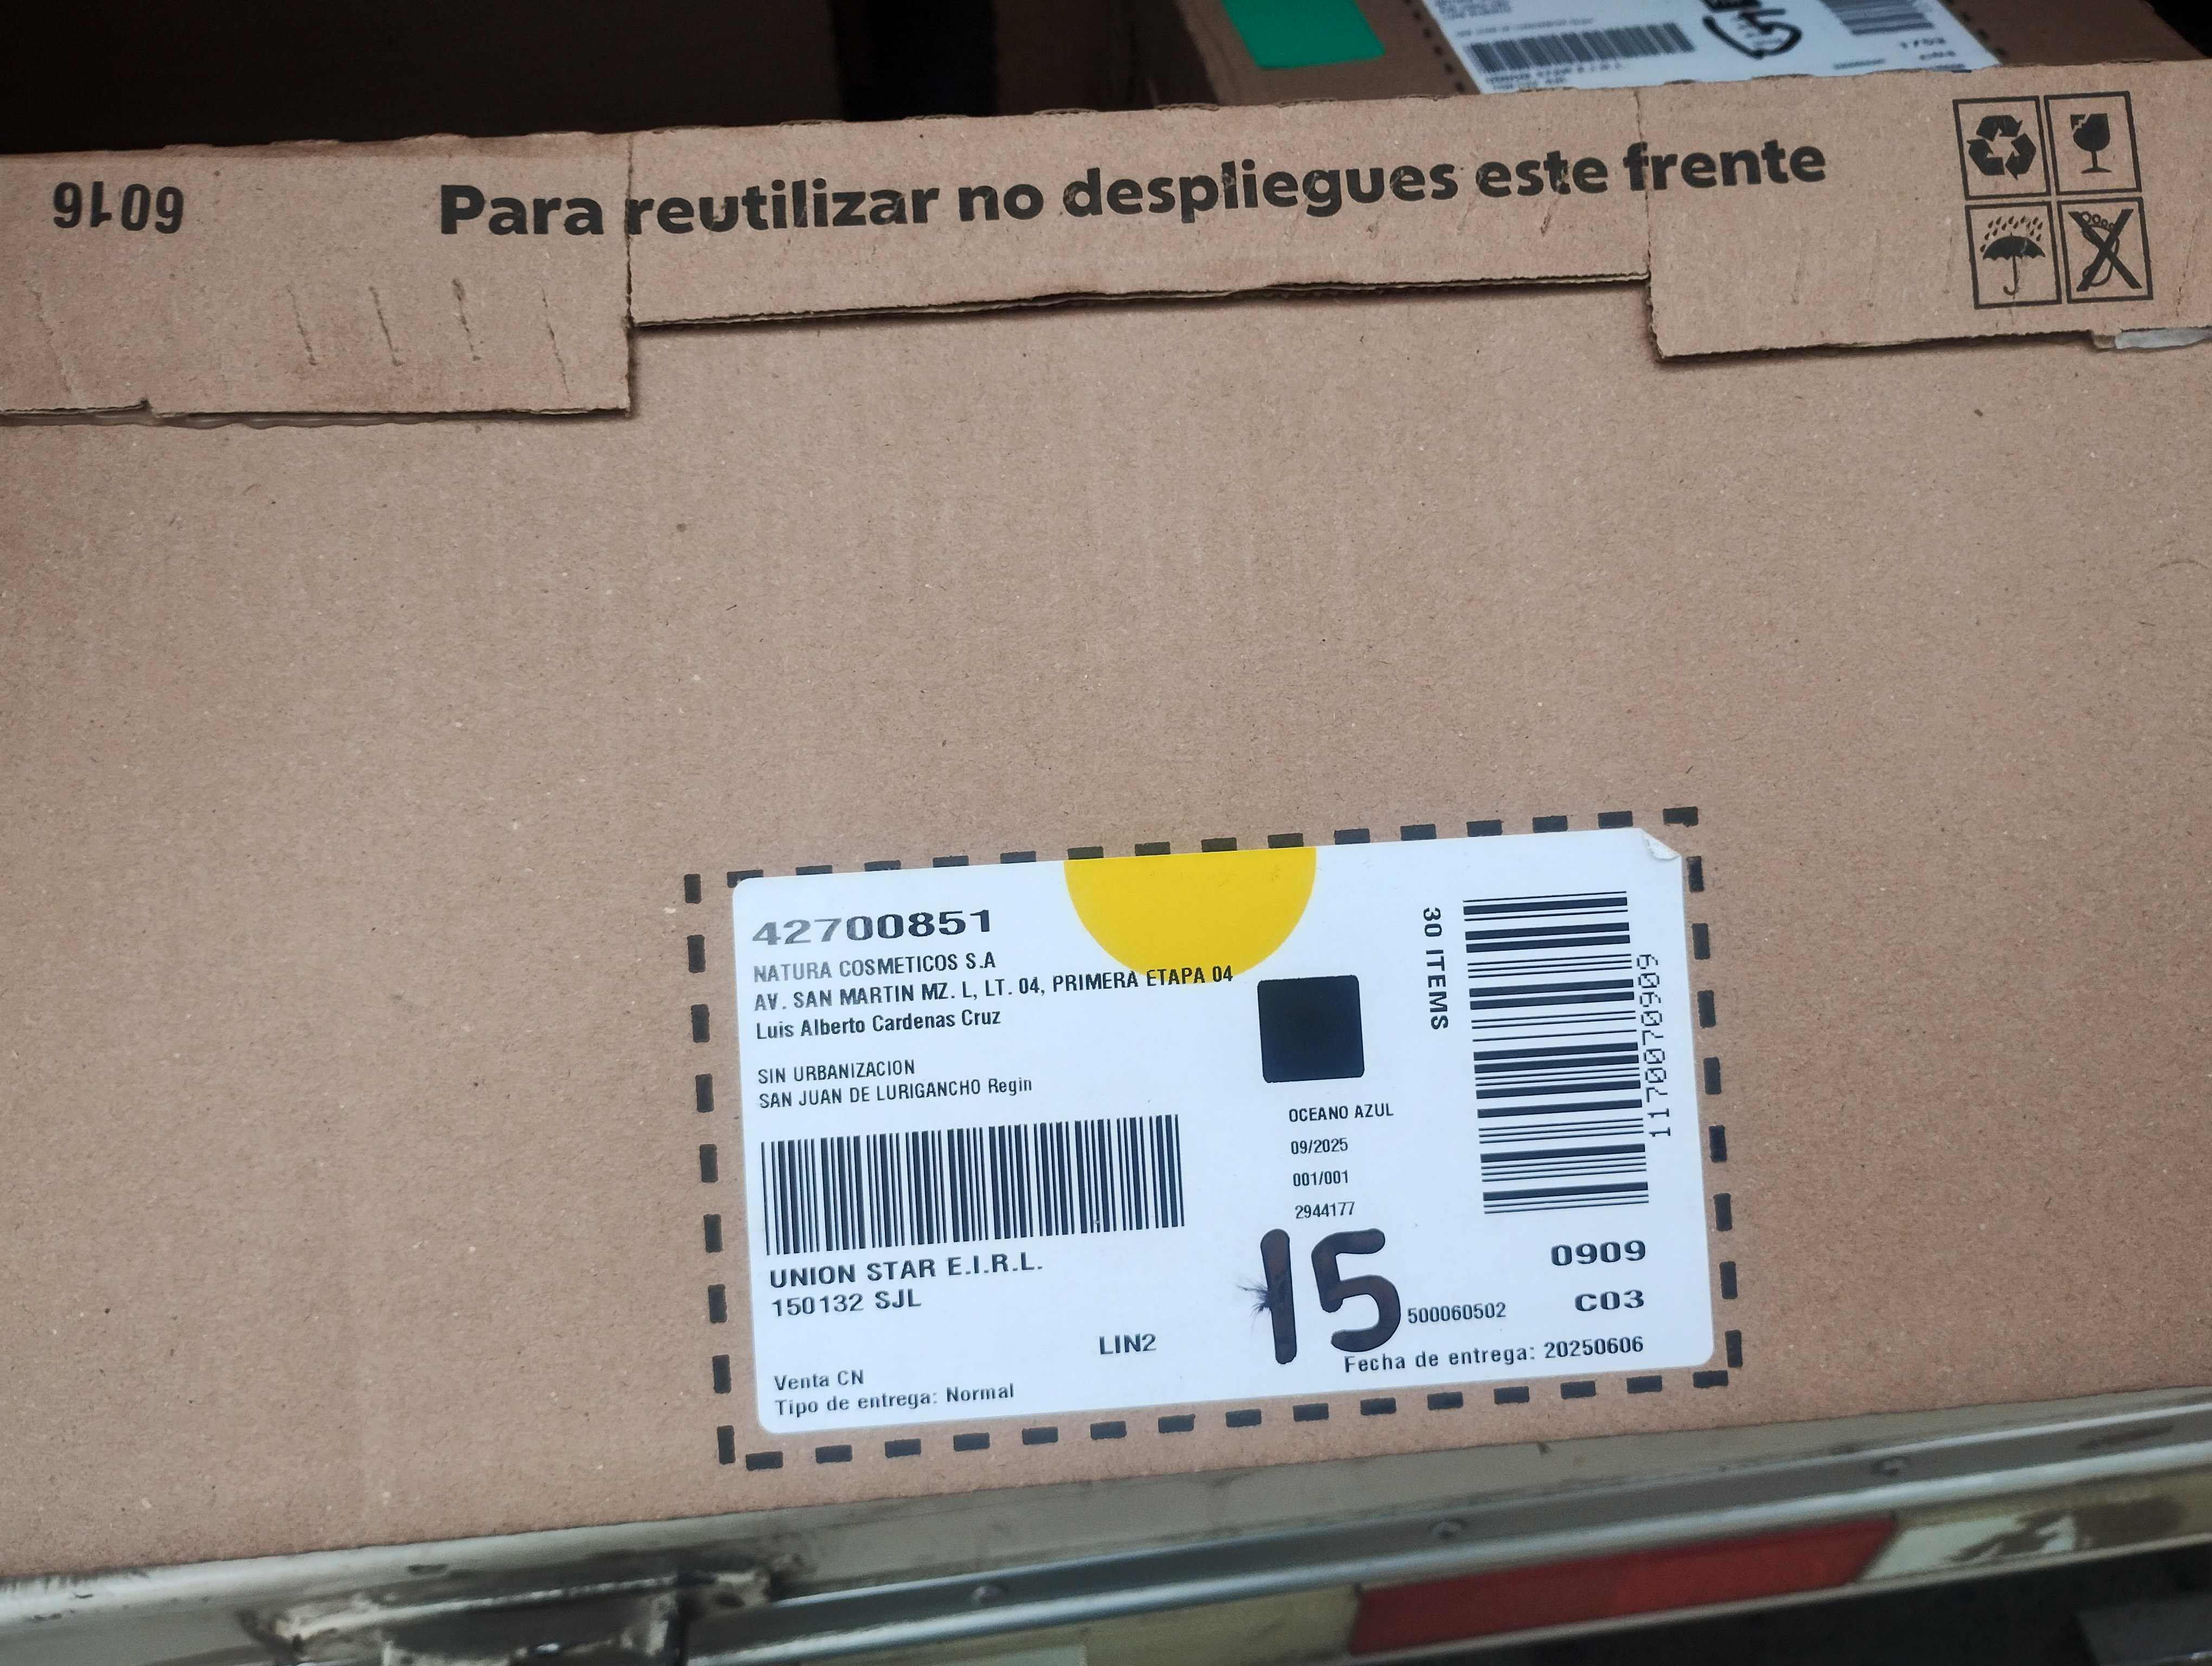 6016
Para reutilizar no despliegues este frente
42700851
NATURA COSMETICOS S.A
AV. SAN MARTIN MZ. L, LT. 04, PRIMERA ETAPA 04
Luis Alberto Cardenas Cruz
SIN URBANIZACION
SAN JUAN DE LURIGANCHO Regin
UNION STAR E.I.R.L.
150132 SJL
LIN2
Venta CN
Tipo de entrega: Normal
OCEANO AZUL
09/2025
001/001
2944177
15
500060502
30 ITEMS
117007070909
0909
C03
Fecha de entrega: 20250606